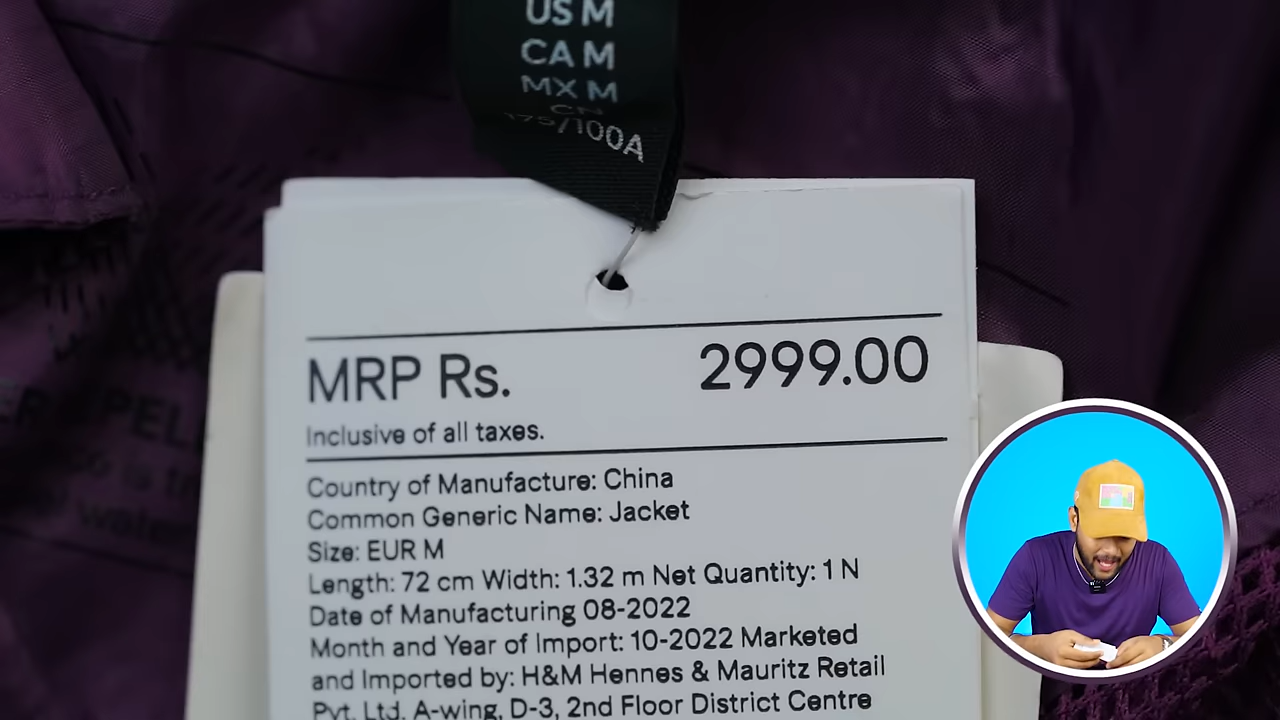 US M
CA M
MX M
CN
175/100A
MRP Rs. 2999.00
Inclusive of all taxes.
Country of Manufacture: China
Common Generic Name: Jacket
Size: EUR M
Length: 72 cm Width: 1.32 m Net Quantity: 1 N
Date of Manufacturing 08-2022
Month and Year of Import: 10-2022 Marketed
and Imported by: H&M Hennes & Mauritz Retail
Pvt. Ltd. A-wing, D-3, 2nd Floor District Centre